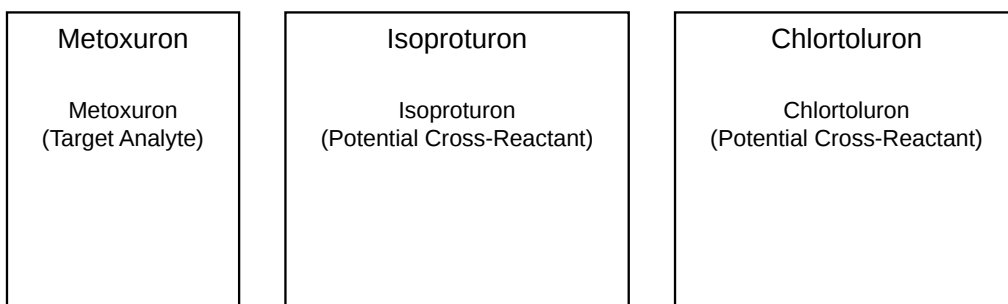 Metoxuron
Metoxuron
(Target Analyte)
Isoproturon
Isoproturon
(Potential Cross-Reactant)
Chlortoluron
Chlortoluron
(Potential Cross-Reactant)